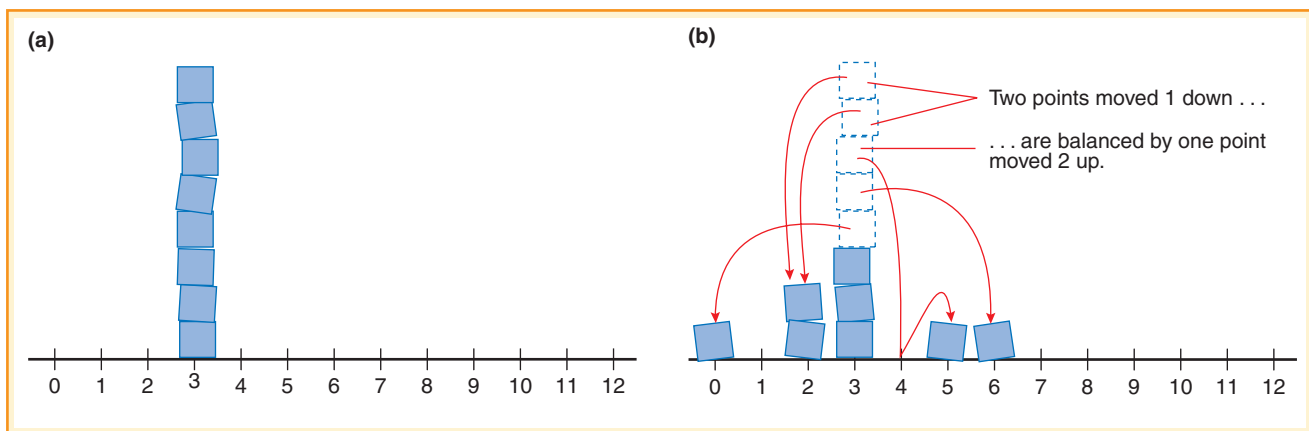 (a)
0 1 2 3 4 5 6 7 8 9 10 11 12
(b)
Two points moved 1 down . . .
. . . are balanced by one point
moved 2 up.
0 1 2 3 4 5 6 7 8 9 10 11 12